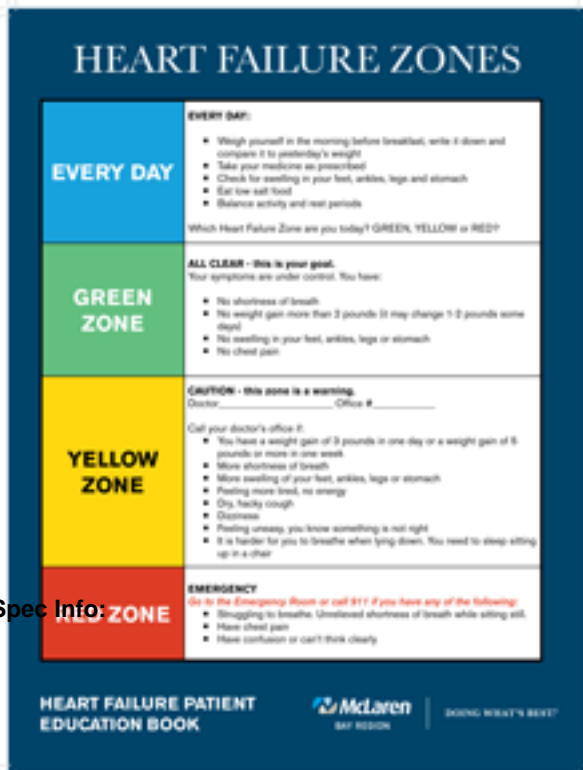 HEART FAILURE ZONES
EVERY DAY
EVERY DAY:
• Weigh yourself in the morning before breakfast, write it down and
compare it to yesterday's weight
• Take your medicine as prescribed
• Check for swelling in your feet, ankles, legs and stomach
• Eat low salt food
• Balance activity and rest periods
Which Heart Failure Zone are you today? GREEN, YELLOW or RED?
GREEN
ZONE
ALL CLEAR - this is your goal.
Your symptoms are under control. You have:
• No shortness of breath
• No weight gain more than 2 pounds (it may change 1-2 pounds some
days)
• No swelling in your feet, ankles, legs or stomach
• No chest pain
YELLOW
ZONE
CAUTION - this zone is a warning.
Doctor____________________ Office #___________
Call your doctor's office if:
• You have a weight gain of 3 pounds in one day or a weight gain of 5
pounds or more in one week
• More shortness of breath
• More swelling of your feet, ankles, legs or stomach
• Feeling more tired, no energy
• Dry, hacky cough
• Dizziness
• Feeling uneasy, you know something is not right
• It is harder for you to breathe when lying down. You need to sleep sitting
up in a chair
Spec Info:
RED ZONE
EMERGENCY
Go to the Emergency Room or call 911 if you have any of the following:
• Struggling to breathe. Unrelieved shortness of breath while sitting still.
• Have chest pain
• Have confusion or can't think clearly
HEART FAILURE PATIENT
EDUCATION BOOK
McLaren
BAY REGION
DOING WHAT'S BEST.®